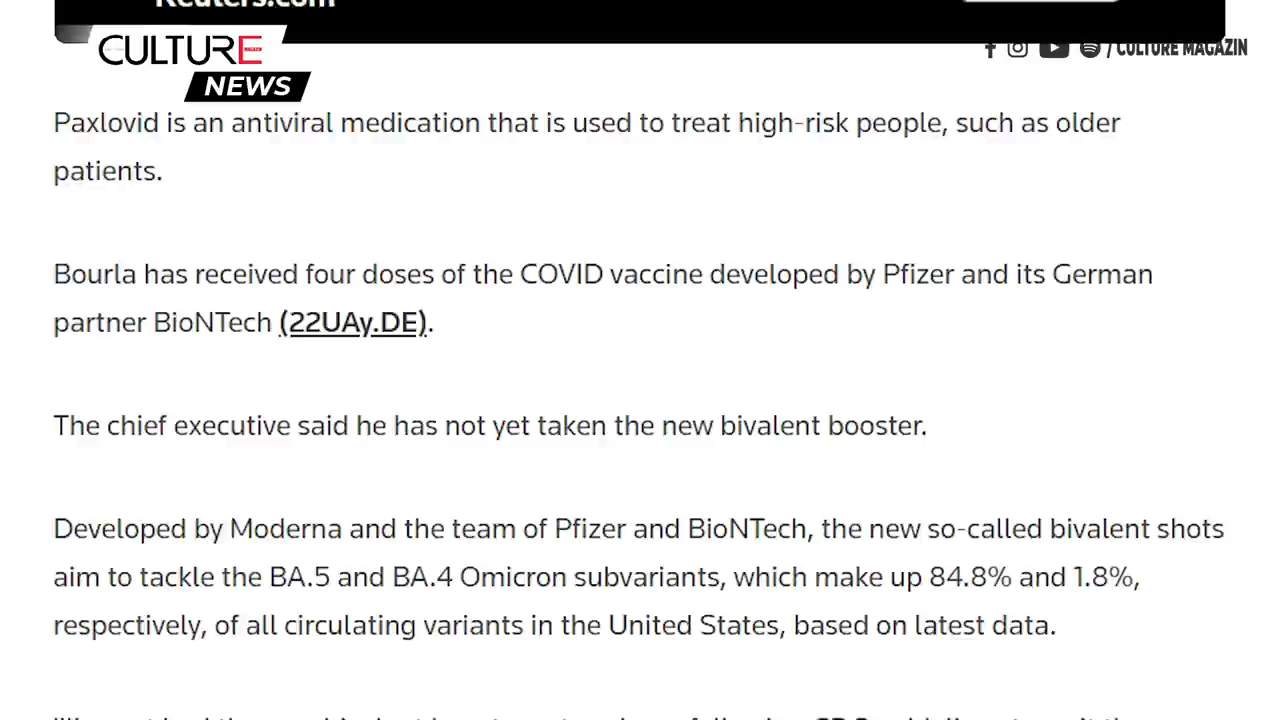 Reuters.com
CULTURE
NEWS
/ CULTURE MAGAZIN
Paxlovid is an antiviral medication that is used to treat high-risk people, such as older
patients.
Bourla has received four doses of the COVID vaccine developed by Pfizer and its German
partner BioNTech (22UAy.DE).
The chief executive said he has not yet taken the new bivalent booster.
Developed by Moderna and the team of Pfizer and BioNTech, the new so-called bivalent shots
aim to tackle the BA.5 and BA.4 Omicron subvariants, which make up 84.8% and 1.8%,
respectively, of all circulating variants in the United States, based on latest data.